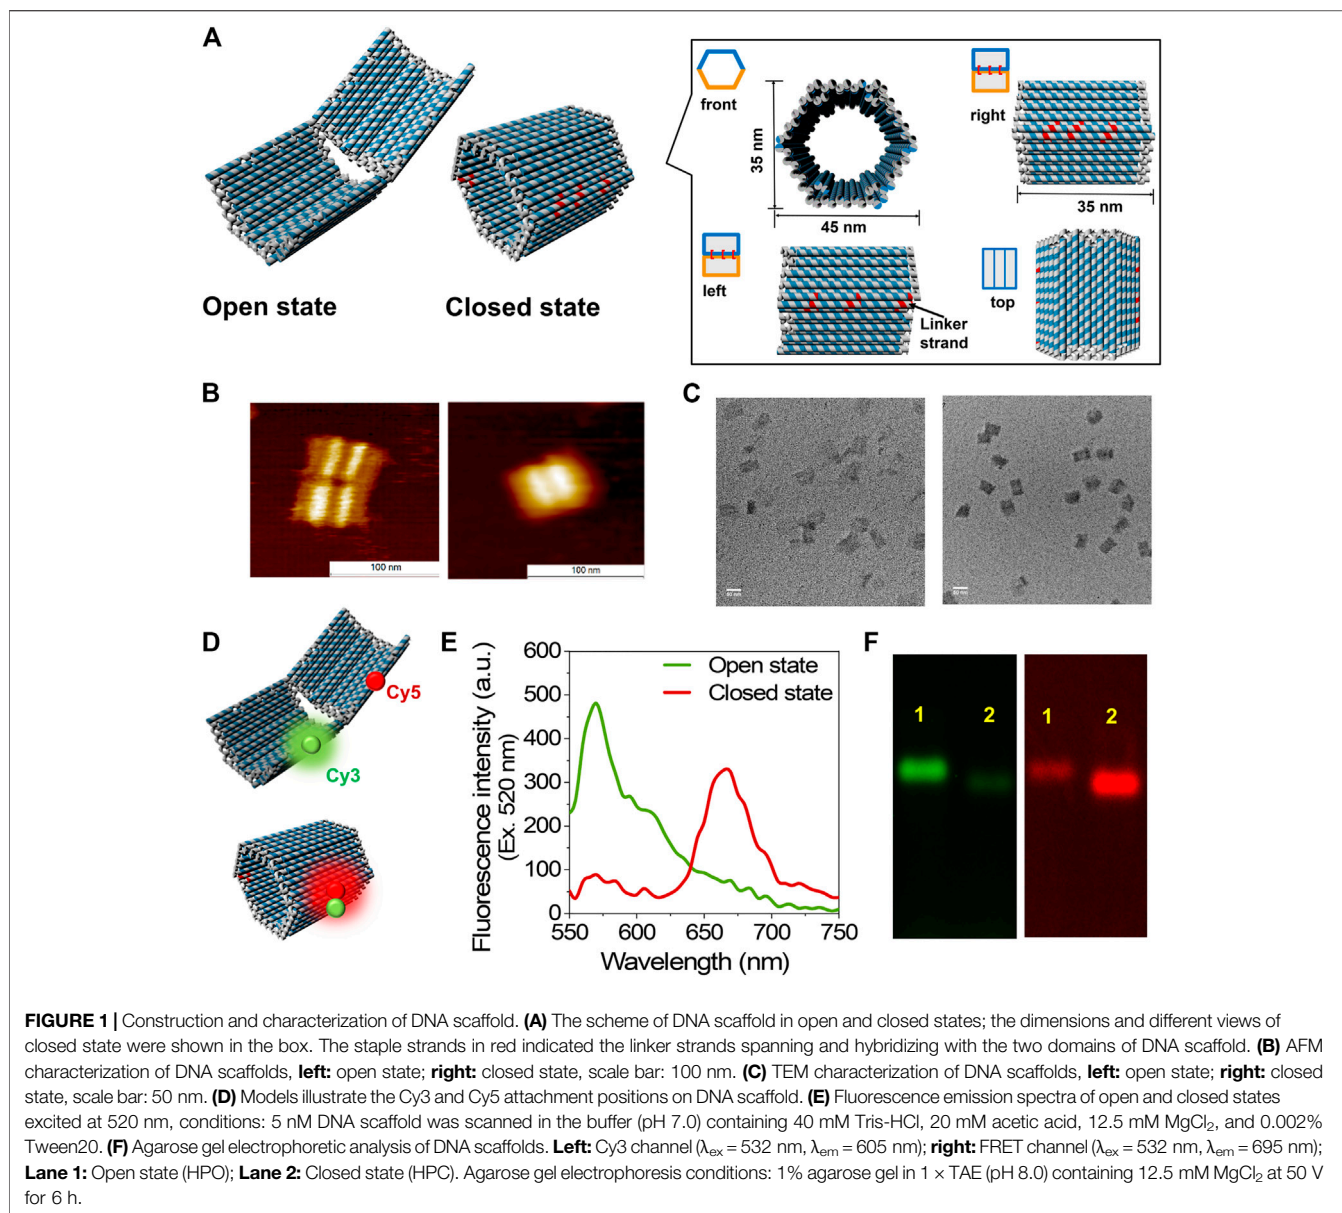 A
Open state
Closed state
front
35 nm
45 nm
right
35 nm
left
Linker
strand
top
B
100 nm
100 nm
C
50 nm
50 nm
D
Cy5
Cy3
E
Fluorescence intensity (a.u.)
(Ex. 520 nm)
600
500
400
300
200
100
0
Open state
Closed state
550
600
650
700
750
Wavelength (nm)
F
1
2
1
2
FIGURE 1 | Construction and characterization of DNA scaffold. (A) The scheme of DNA scaffold in open and closed states; the dimensions and different views of
closed state were shown in the box. The staple strands in red indicated the linker strands spanning and hybridizing with the two domains of DNA scaffold. (B) AFM
characterization of DNA scaffolds, left: open state; right: closed state, scale bar: 100 nm. (C) TEM characterization of DNA scaffolds, left: open state; right: closed
state, scale bar: 50 nm. (D) Models illustrate the Cy3 and Cy5 attachment positions on DNA scaffold. (E) Fluorescence emission spectra of open and closed states
excited at 520 nm, conditions: 5 nM DNA scaffold was scanned in the buffer (pH 7.0) containing 40 mM Tris-HCl, 20 mM acetic acid, 12.5 mM MgCl₂, and 0.002%
Tween20. (F) Agarose gel electrophoretic analysis of DNA scaffolds. Left: Cy3 channel (λex = 532 nm, λem = 605 nm); right: FRET channel (λex = 532 nm, λem = 695 nm);
Lane 1: Open state (HPO); Lane 2: Closed state (HPC). Agarose gel electrophoresis conditions: 1% agarose gel in 1 × TAE (pH 8.0) containing 12.5 mM MgCl₂ at 50 V
for 6 h.